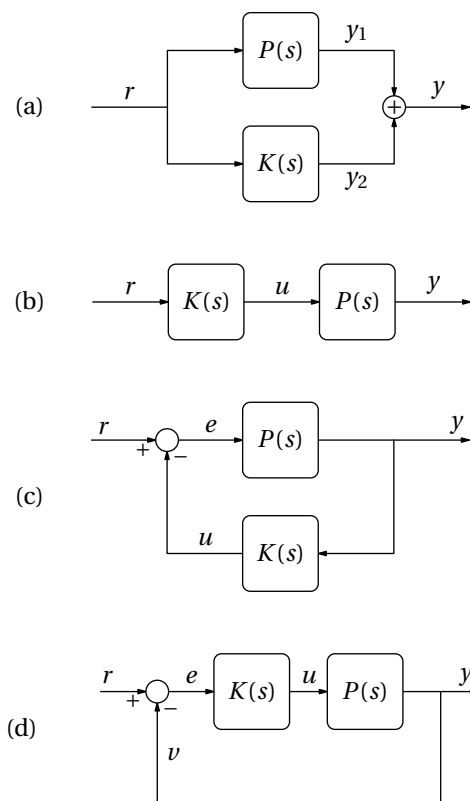 P(s)
y₁
(a)
r
+
y
K(s)
y₂
(b)
r
K(s)
u
P(s)
y
(c)
r
+
−
e
P(s)
y
u
K(s)
(d)
r
+
−
e
K(s)
u
P(s)
y
v